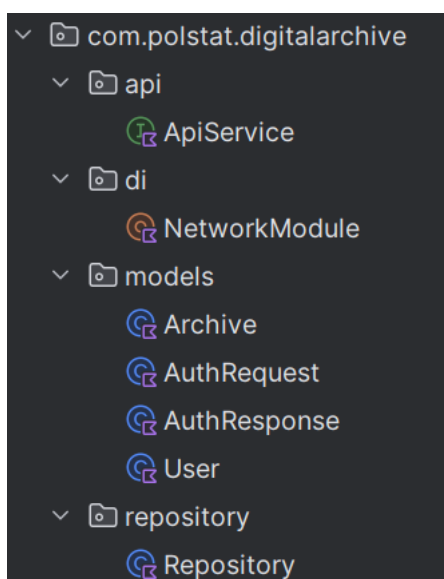 com.polstat.digitalarchive
api
ApiService
di
NetworkModule
models
Archive
AuthRequest
AuthResponse
User
repository
Repository